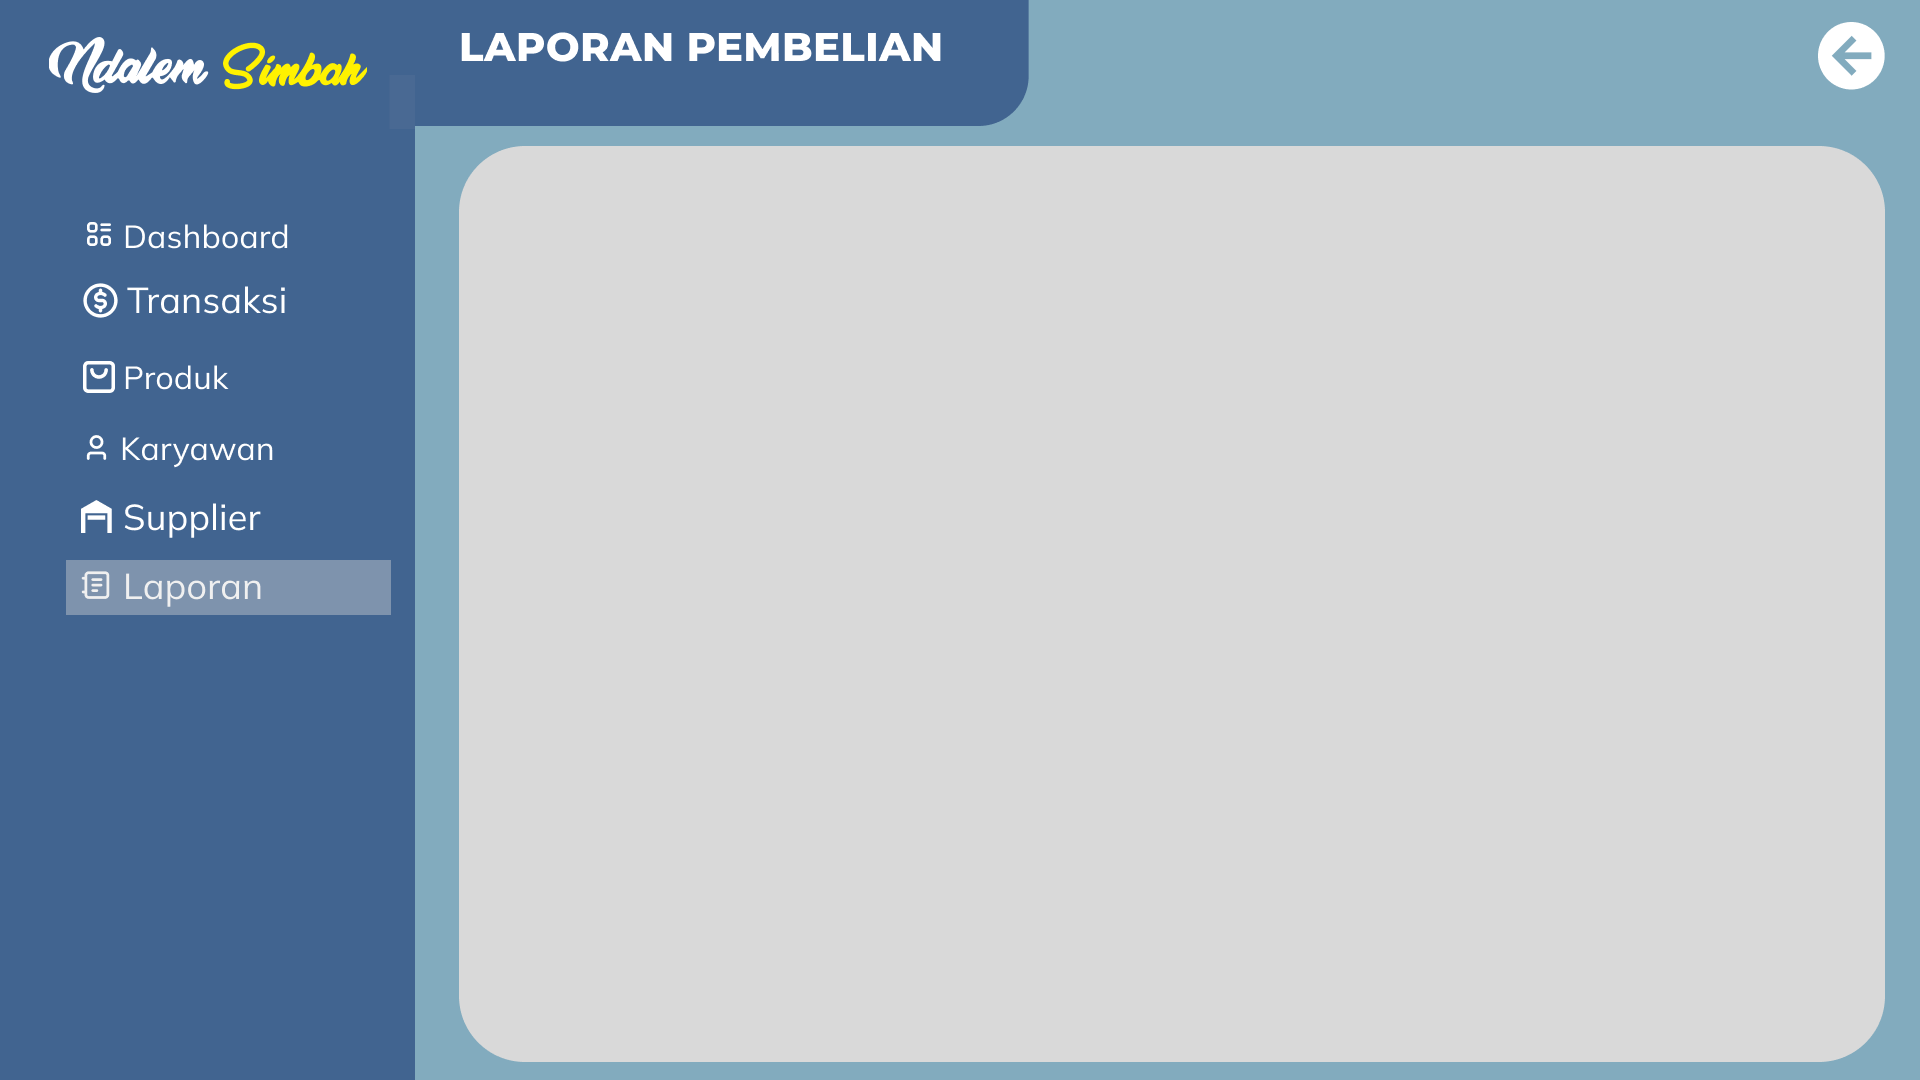 Ndalem Simbah
LAPORAN PEMBELIAN
Dashboard
Transaksi
Produk
Karyawan
Supplier
Laporan